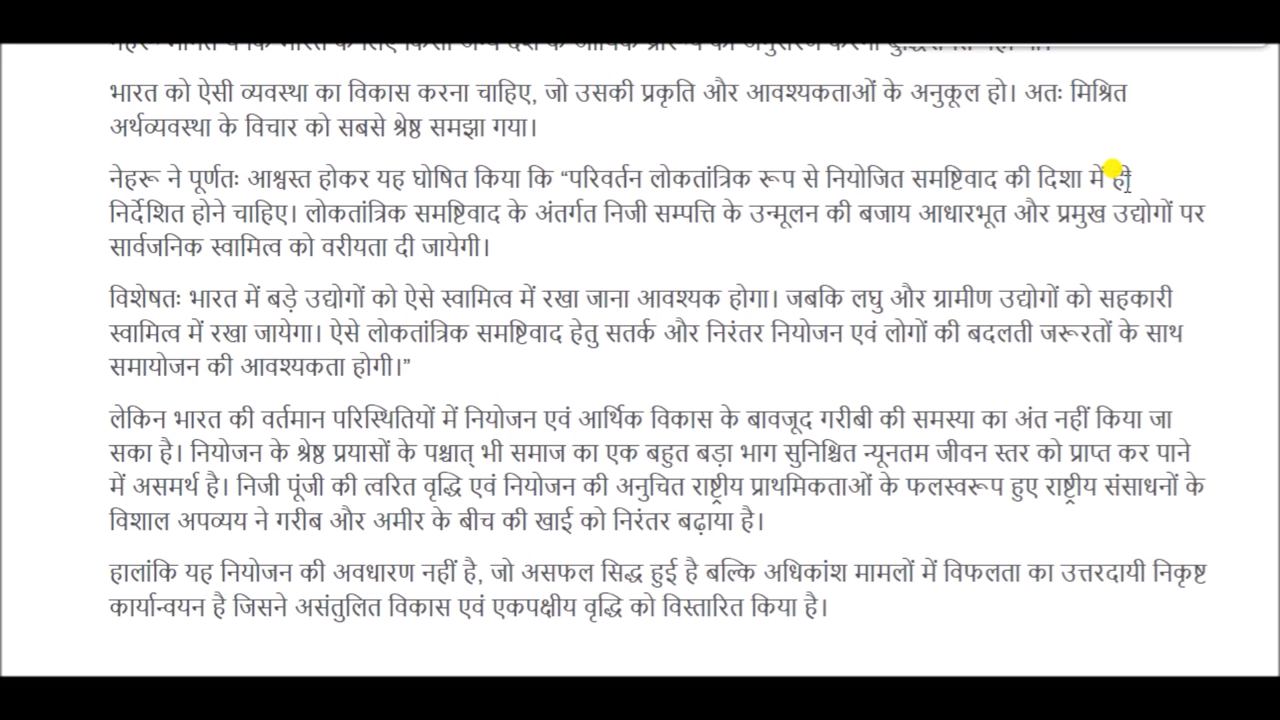 भारत को ऐसी व्यवस्था का विकास करना चाहिए, जो उसकी प्रकृति और आवश्यकताओं के अनुकूल हो। अतः मिश्रित
अर्थव्यवस्था के विचार को सबसे श्रेष्ठ समझा गया।
नेहरू ने पूर्णतः आश्वस्त होकर यह घोषित किया कि “परिवर्तन लोकतांत्रिक रूप से नियोजित समष्टिवाद की दिशा में ही
निर्देशित होने चाहिए। लोकतांत्रिक समष्टिवाद के अंतर्गत निजी सम्पत्ति के उन्मूलन की बजाय आधारभूत और प्रमुख उद्योगों पर
सार्वजनिक स्वामित्व को वरीयता दी जायेगी।
विशेषतः भारत में बड़े उद्योगों को ऐसे स्वामित्व में रखा जाना आवश्यक होगा। जबकि लघु और ग्रामीण उद्योगों को सहकारी
स्वामित्व में रखा जायेगा। ऐसे लोकतांत्रिक समष्टिवाद हेतु सतर्क और निरंतर नियोजन एवं लोगों की बदलती जरूरतों के साथ
समायोजन की आवश्यकता होगी।”
लेकिन भारत की वर्तमान परिस्थितियों में नियोजन एवं आर्थिक विकास के बावजूद गरीबी की समस्या का अंत नहीं किया जा
सका है। नियोजन के श्रेष्ठ प्रयासों के पश्चात् भी समाज का एक बहुत बड़ा भाग सुनिश्चित न्यूनतम जीवन स्तर को प्राप्त कर पाने
में असमर्थ है। निजी पूंजी की त्वरित वृद्धि एवं नियोजन की अनुचित राष्ट्रीय प्राथमिकताओं के फलस्वरूप हुए राष्ट्रीय संसाधनों के
विशाल अपव्यय ने गरीब और अमीर के बीच की खाई को निरंतर बढ़ाया है।
हालांकि यह नियोजन की अवधारण नहीं है, जो असफल सिद्ध हुई है बल्कि अधिकांश मामलों में विफलता का उत्तरदायी निकृष्ट
कार्यान्वयन है जिसने असंतुलित विकास एवं एकपक्षीय वृद्धि को विस्तारित किया है।